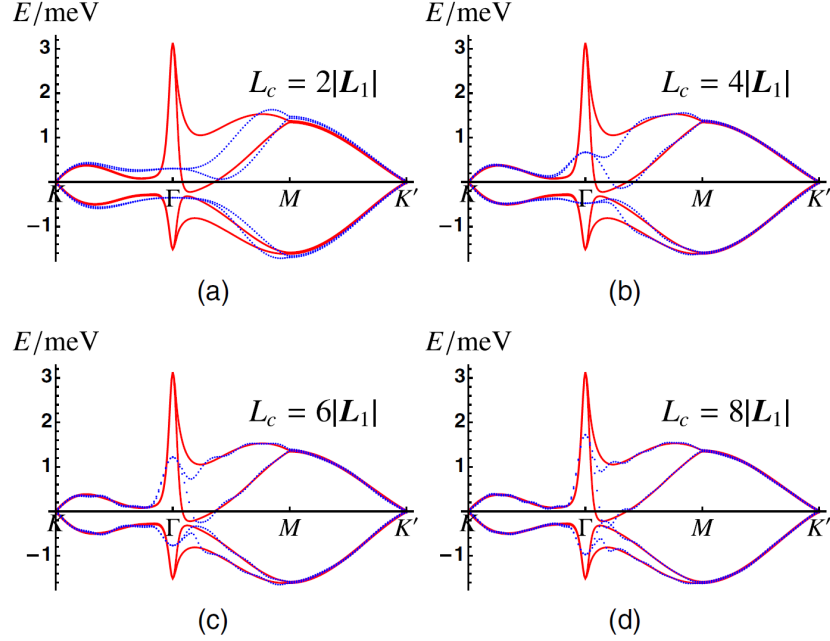 E/meV
3
2
1
-1
L_c = 2|L_1|
K
Γ
M
K′
(a)
E/meV
3
2
1
-1
L_c = 4|L_1|
K
Γ
M
K′
(b)
E/meV
3
2
1
-1
L_c = 6|L_1|
K
Γ
M
K′
(c)
E/meV
3
2
1
-1
L_c = 8|L_1|
K
Γ
M
K′
(d)